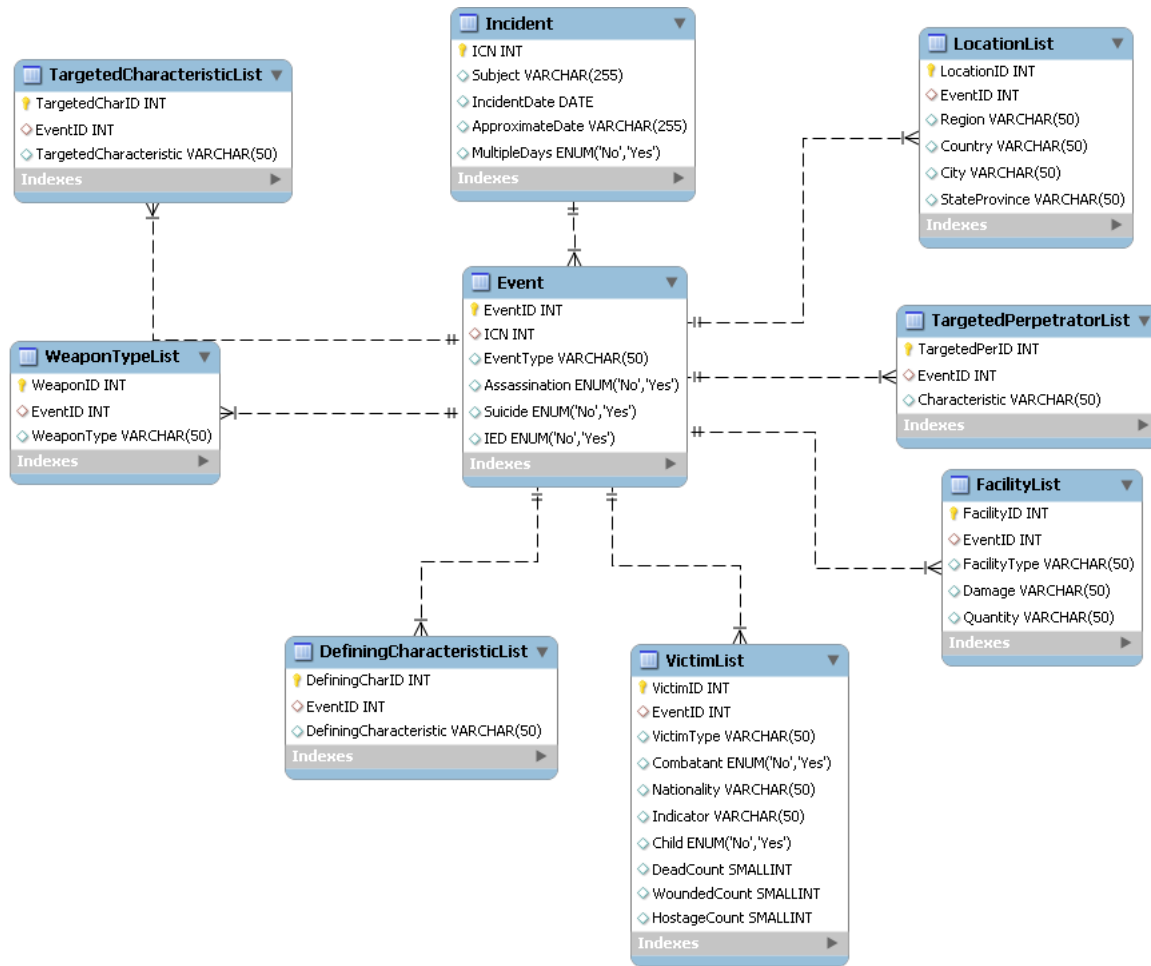 Incident
ICN INT
Subject VARCHAR(255)
IncidentDate DATE
ApproximateDate VARCHAR(255)
MultipleDays ENUM('No','Yes')
Indexes
LocationList
LocationID INT
EventID INT
Region VARCHAR(50)
Country VARCHAR(50)
City VARCHAR(50)
StateProvince VARCHAR(50)
Indexes
TargetedCharacteristicList
TargetedCharID INT
EventID INT
TargetedCharacteristic VARCHAR(50)
Indexes
Event
EventID INT
ICN INT
EventType VARCHAR(50)
Assassination ENUM('No','Yes')
Suicide ENUM('No','Yes')
IED ENUM('No','Yes')
Indexes
TargetedPerpetratorList
TargetedPerID INT
EventID INT
Characteristic VARCHAR(50)
Indexes
WeaponTypeList
WeaponID INT
EventID INT
WeaponType VARCHAR(50)
Indexes
FacilityList
FacilityID INT
EventID INT
FacilityType VARCHAR(50)
Damage VARCHAR(50)
Quantity VARCHAR(50)
Indexes
DefiningCharacteristicList
DefiningCharID INT
EventID INT
DefiningCharacteristic VARCHAR(50)
Indexes
VictimList
VictimID INT
EventID INT
VictimType VARCHAR(50)
Combatant ENUM('No','Yes')
Nationality VARCHAR(50)
Indicator VARCHAR(50)
Child ENUM('No','Yes')
DeadCount SMALLINT
WoundedCount SMALLINT
HostageCount SMALLINT
Indexes